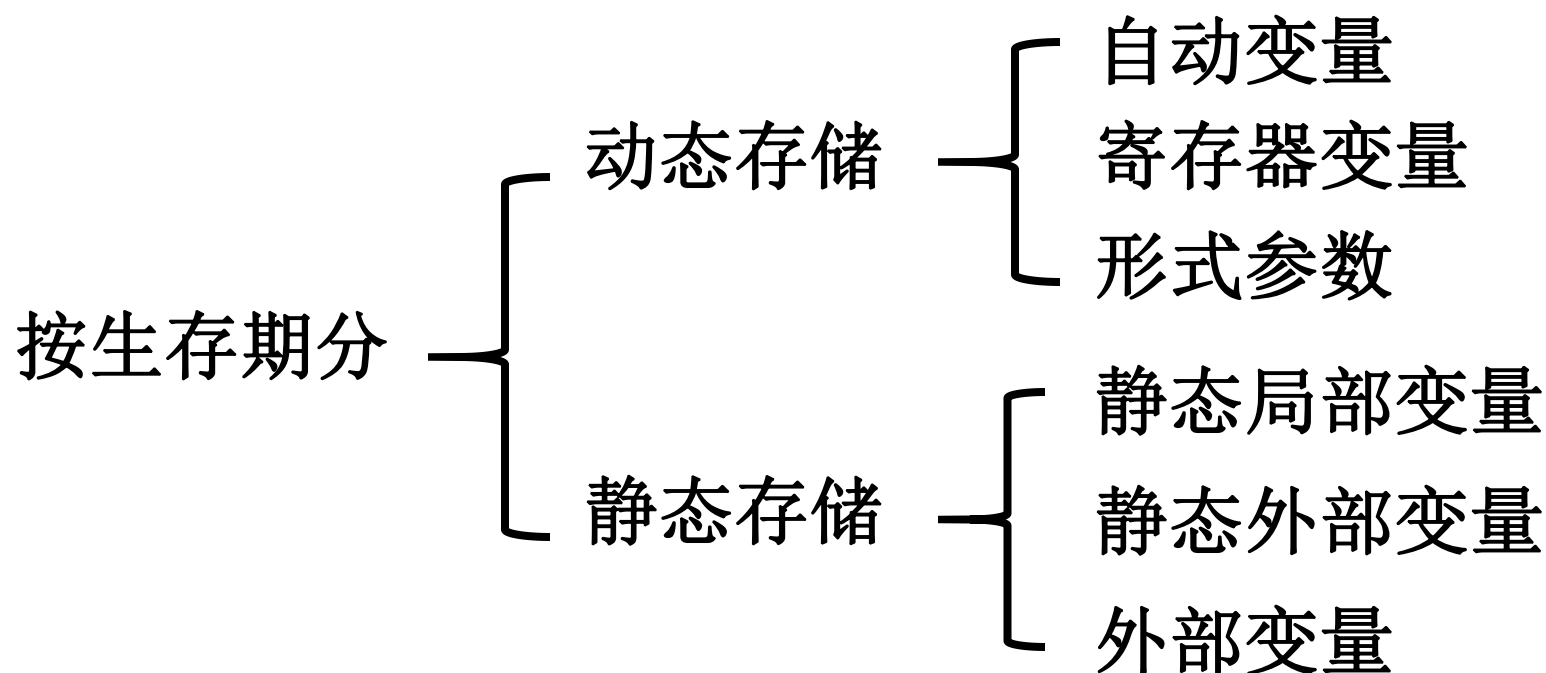 按生存期分
动态存储
自动变量
寄存器变量
形式参数
静态存储
静态局部变量
静态外部变量
外部变量